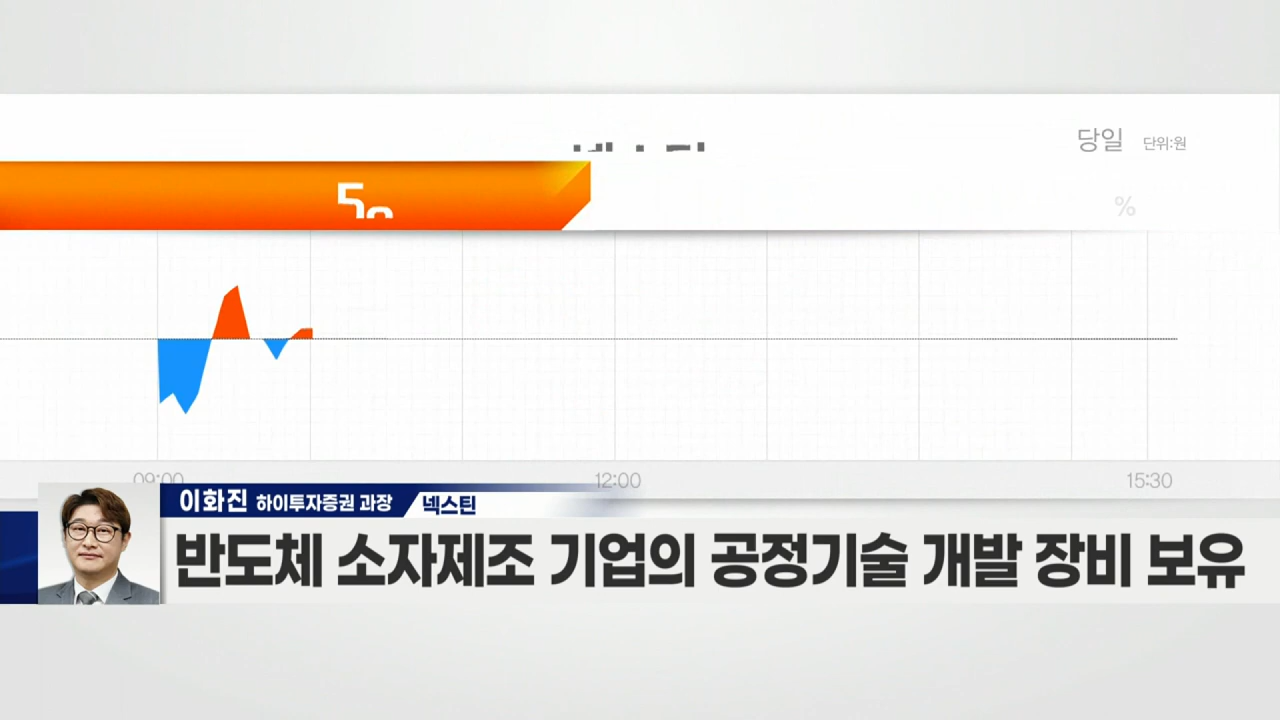 당일 단위:원
%
09:00 12:00 15:30
이화진 하이투자증권 과장 넥스틴
반도체 소자제조 기업의 공정기술 개발 장비 보유